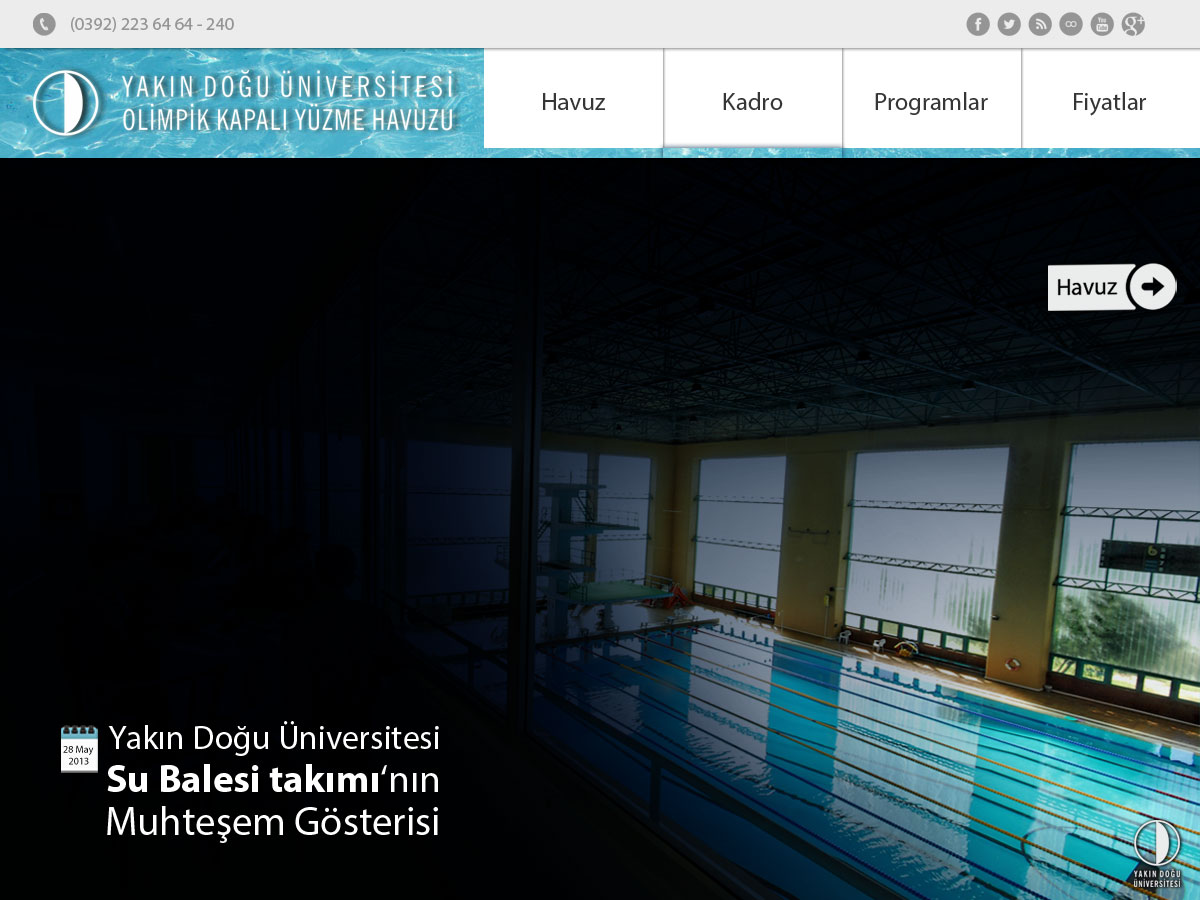 (0392) 223 64 64 - 240
YAKIN DOĞU ÜNİVERSİTESİ
OLİMPİK KAPALI YÜZME HAVUZU
Havuz
Kadro
Programlar
Fiyatlar
Havuz
28 May
2013
Yakın Doğu Üniversitesi
Su Balesi takımı‘nın
Muhteşem Gösterisi
YAKIN DOĞU
ÜNİVERSİTESİ